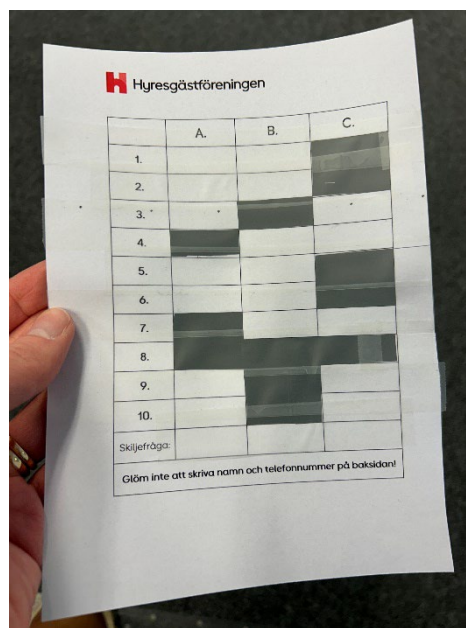 Hyresgästföreningen
A. B. C.
1.
2.
3.
4.
5.
6.
7.
8.
9.
10.
Skiljefråga:
Glöm inte att skriva namn och telefonnummer på baksidan!